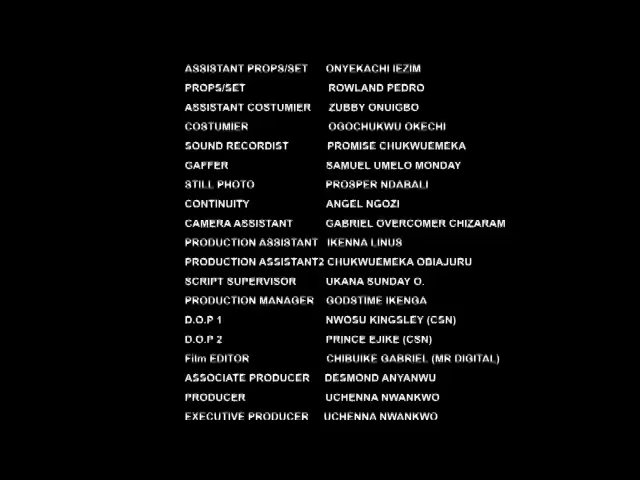 ASSISTANT PROPS/SET ONYEKACHI IEZIM
PROPS/SET ROWLAND PEDRO
ASSISTANT COSTUMIER ZUBBY ONUIGBO
COSTUMIER OGOCHUKWU OKECHI
SOUND RECORDIST PROMISE CHUKWUEMEKA
GAFFER SAMUEL UMELO MONDAY
STILL PHOTO PROSPER NDABALI
CONTINUITY ANGEL NGOZI
CAMERA ASSISTANT GABRIEL OVERCOMER CHIZARAM
PRODUCTION ASSISTANT IKENNA LINUS
PRODUCTION ASSISTANT2 CHUKWUEMEKA OBIAJURU
SCRIPT SUPERVISOR UKANA SUNDAY O.
PRODUCTION MANAGER GODSTIME IKENGA
D.O.P 1 NWOSU KINGSLEY (CSN)
D.O.P 2 PRINCE EJIKE (CSN)
Film EDITOR CHIBUIKE GABRIEL (MR DIGITAL)
ASSOCIATE PRODUCER DESMOND ANYANWU
PRODUCER UCHENNA NWANKWO
EXECUTIVE PRODUCER UCHENNA NWANKWO